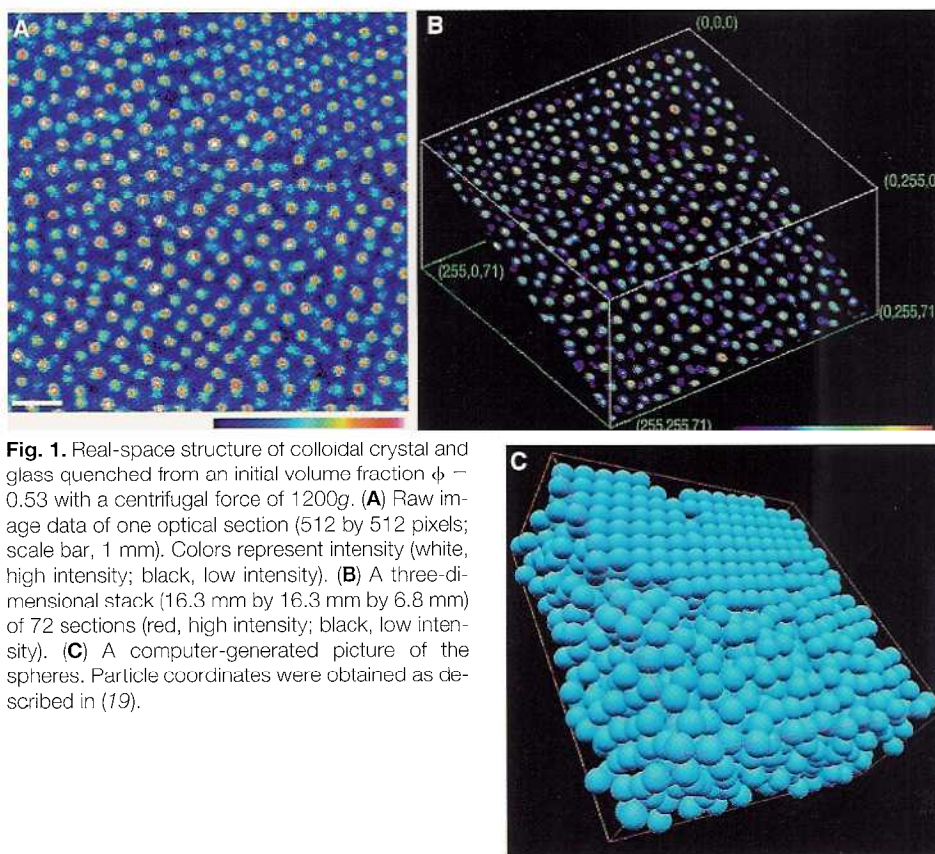 A
B
(0,0,0)
(0,255,0
(255,0,71)
(0,255,71
(255,255,71)
Fig. 1. Real-space structure of colloidal crystal and
glass quenched from an initial volume fraction ϕ =
0.53 with a centrifugal force of 1200g. (A) Raw im-
age data of one optical section (512 by 512 pixels;
scale bar, 1 mm). Colors represent intensity (white,
high intensity; black, low intensity). (B) A three-di-
mensional stack (16.3 mm by 16.3 mm by 6.8 mm)
of 72 sections (red, high intensity; black, low inten-
sity). (C) A computer-generated picture of the
spheres. Particle coordinates were obtained as de-
scribed in (19).
C